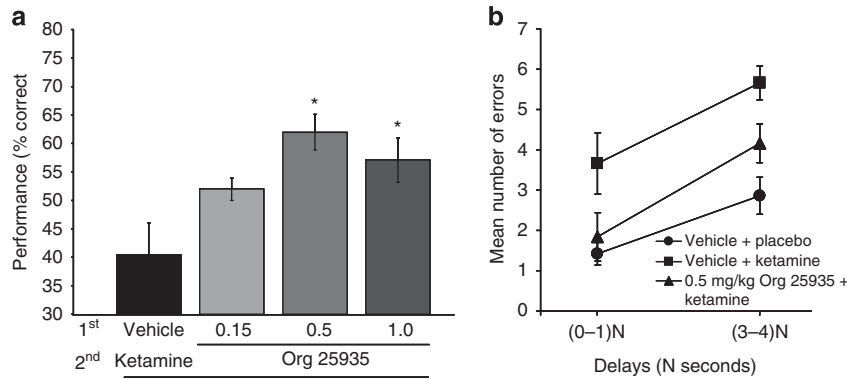 a
Performance (% correct)
80
75
70
65
60
55
50
45
40
35
30
*
*
1st Vehicle 0.15 0.5 1.0
2nd Ketamine Org 25935
b
Mean number of errors
7
6
5
4
3
2
1
0
Vehicle + placebo
Vehicle + ketamine
0.5 mg/kg Org 25935 +
ketamine
(0–1)N (3–4)N
Delays (N seconds)